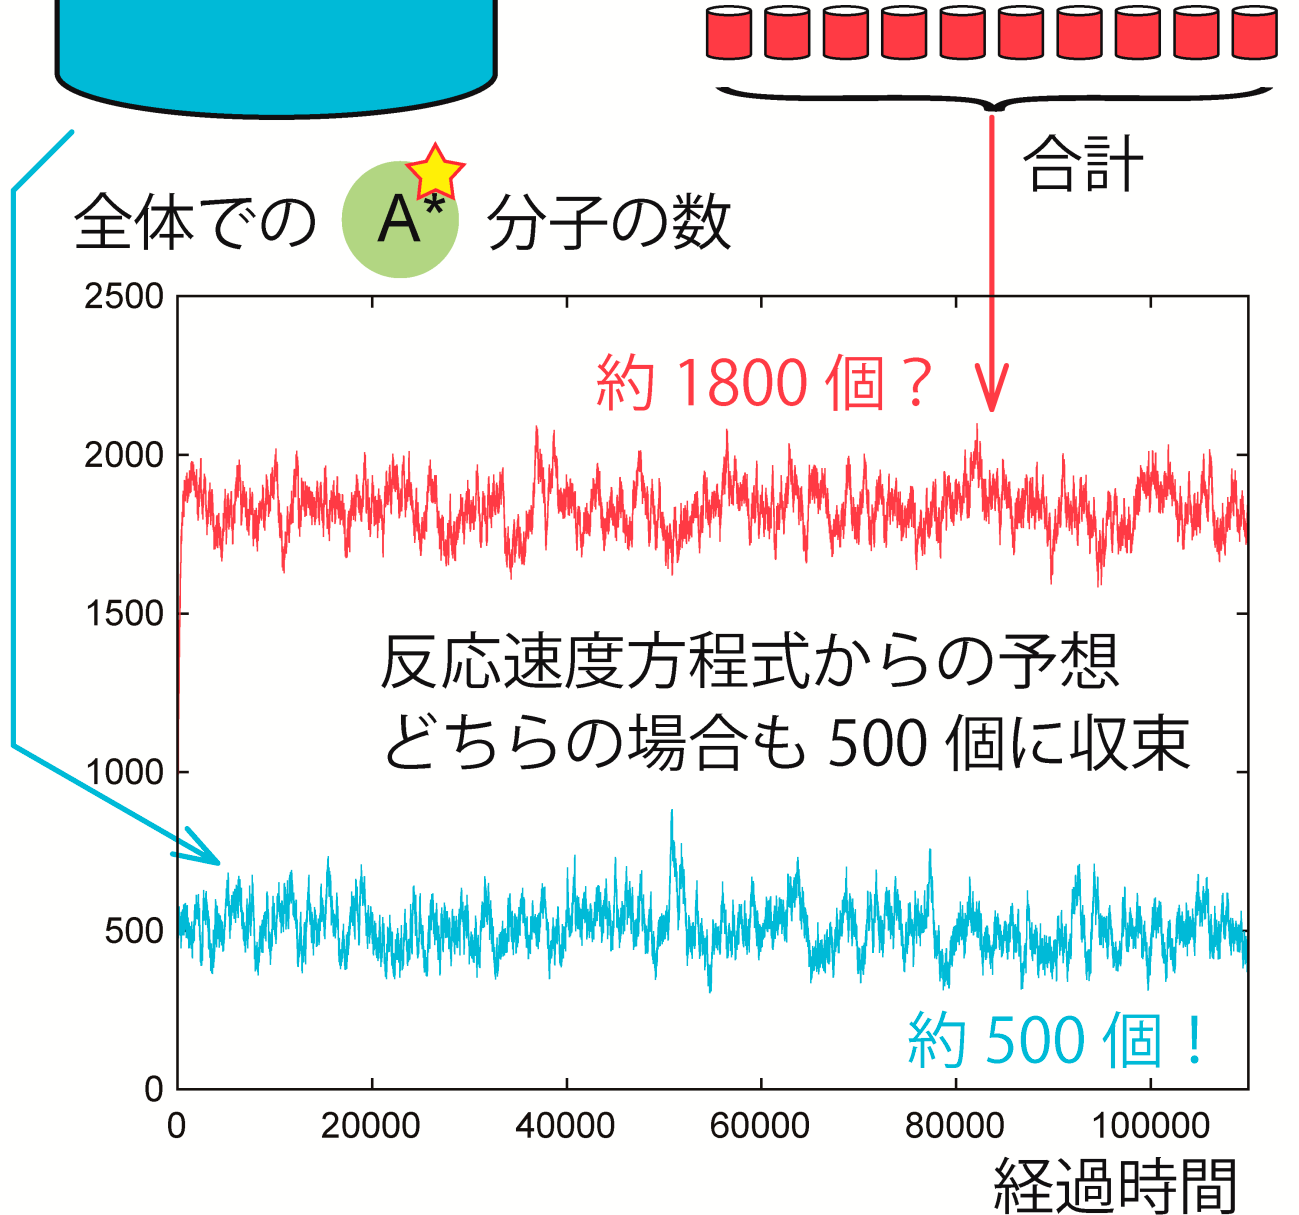 合計
全体での A* 分子の数
2500
約 1800 個？
2000
1500
反応速度方程式からの予想
どちらの場合も 500 個に収束
1000
500
約 500 個！
0
0 20000 40000 60000 80000 100000
経過時間